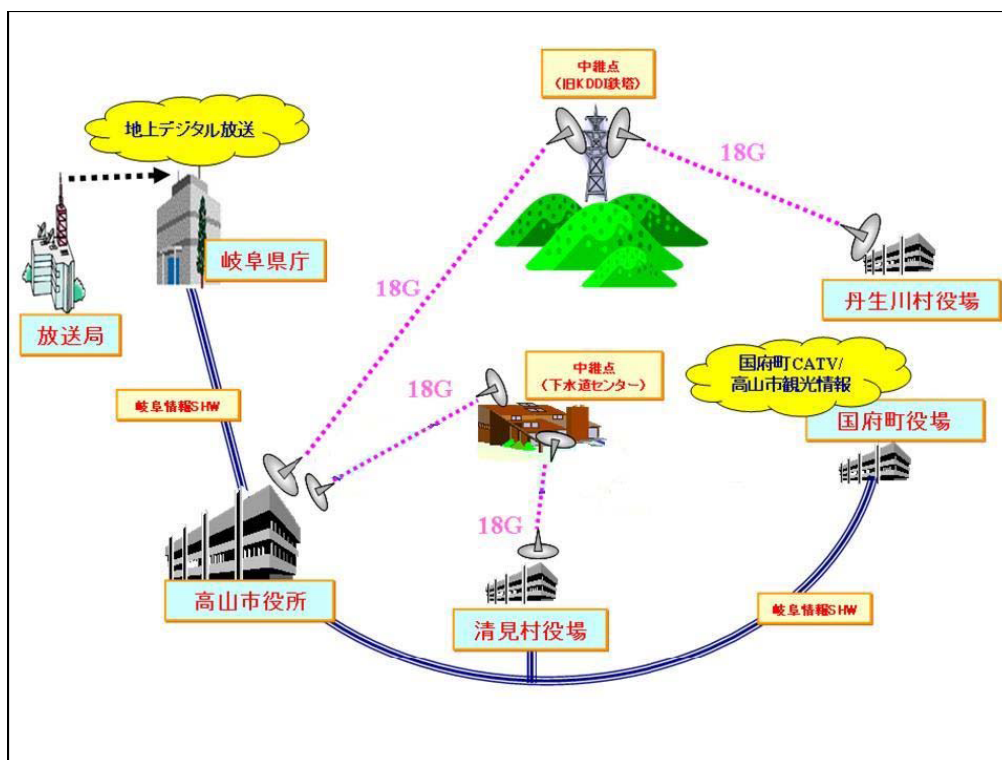 中継点
（旧KDDI鉄塔）
地上デジタル放送
18G
18G
岐阜県庁
18G
丹生川村役場
放送局
中継点
（下水道センター）
国府町CATV/
高山市観光情報
18G
岐阜情報SHW
国府町役場
18G
高山市役所
清見村役場
岐阜情報SHW